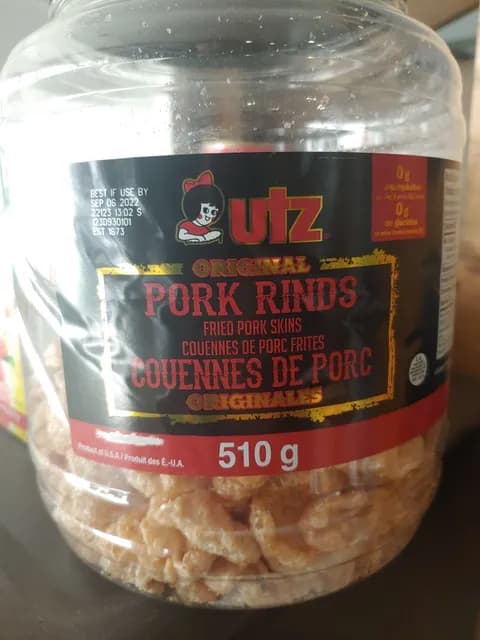 BEST IF USE BY
SEP 06 2022
22123 13:02 S
1230930101
EST 1673
utz
0g
0g
ORIGINAL
PORK RINDS
FRIED PORK SKINS
COUENNES DE PORC FRITES
COUENNES DE PORC
ORIGINALES
Product of U.S.A / Produit des É.-U.A.
510 g